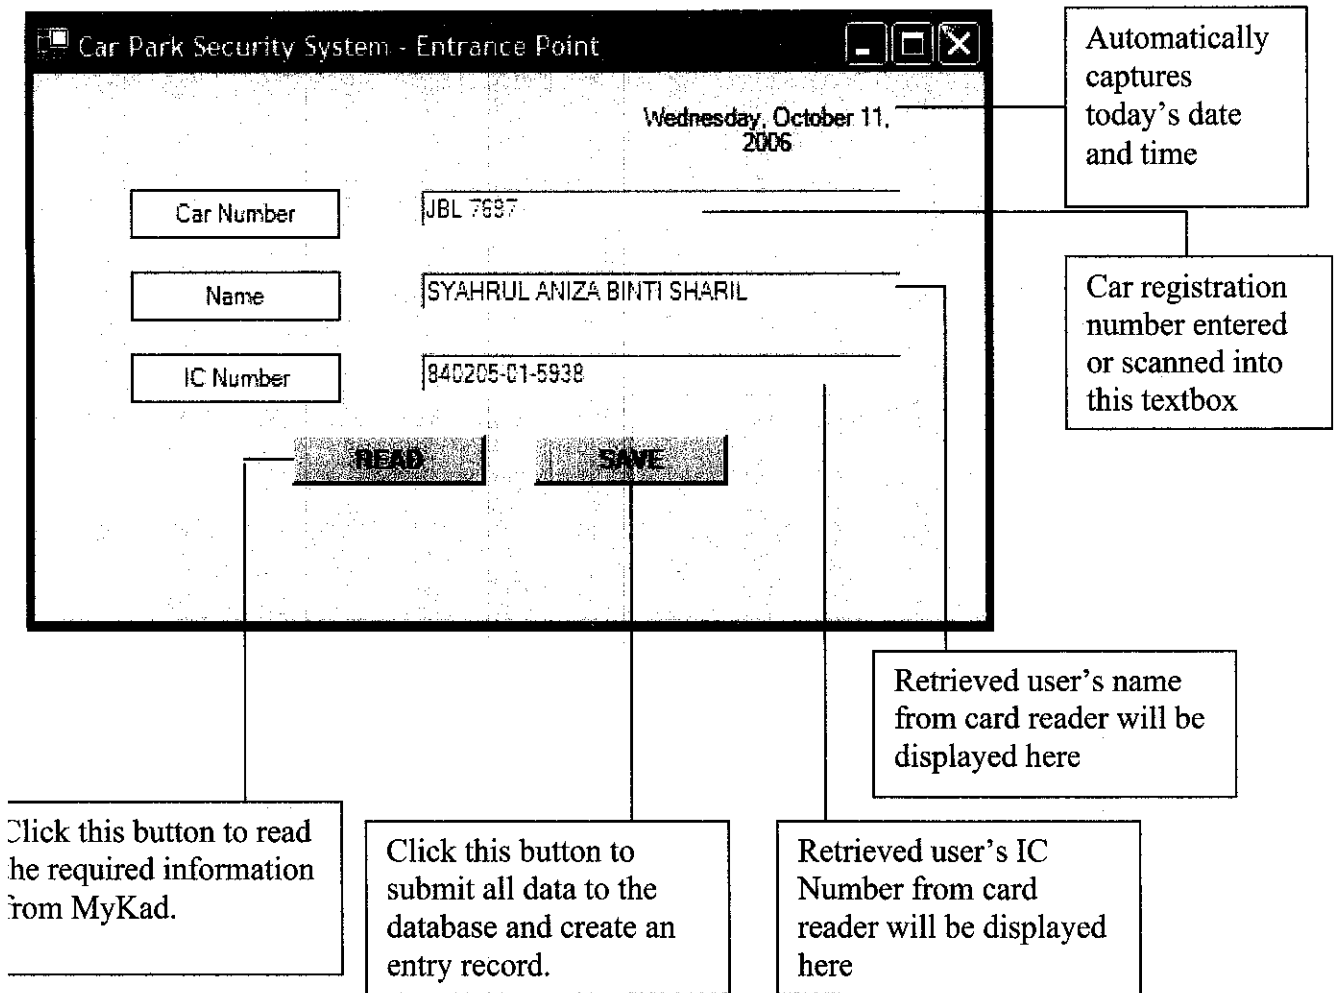 Car Park Security System - Entrance Point
Wednesday, October 11,
2006
Car Number
JBL 7697
Name
SYAHRUL ANIZA BINTI SHARIL
IC Number
840205-01-5938
READ
SAVE
Automatically
captures
today's date
and time
Car registration
number entered
or scanned into
this textbox
Retrieved user's name
from card reader will be
displayed here
Click this button to read
the required information
from MyKad.
Click this button to
submit all data to the
database and create an
entry record.
Retrieved user's IC
Number from card
reader will be displayed
here